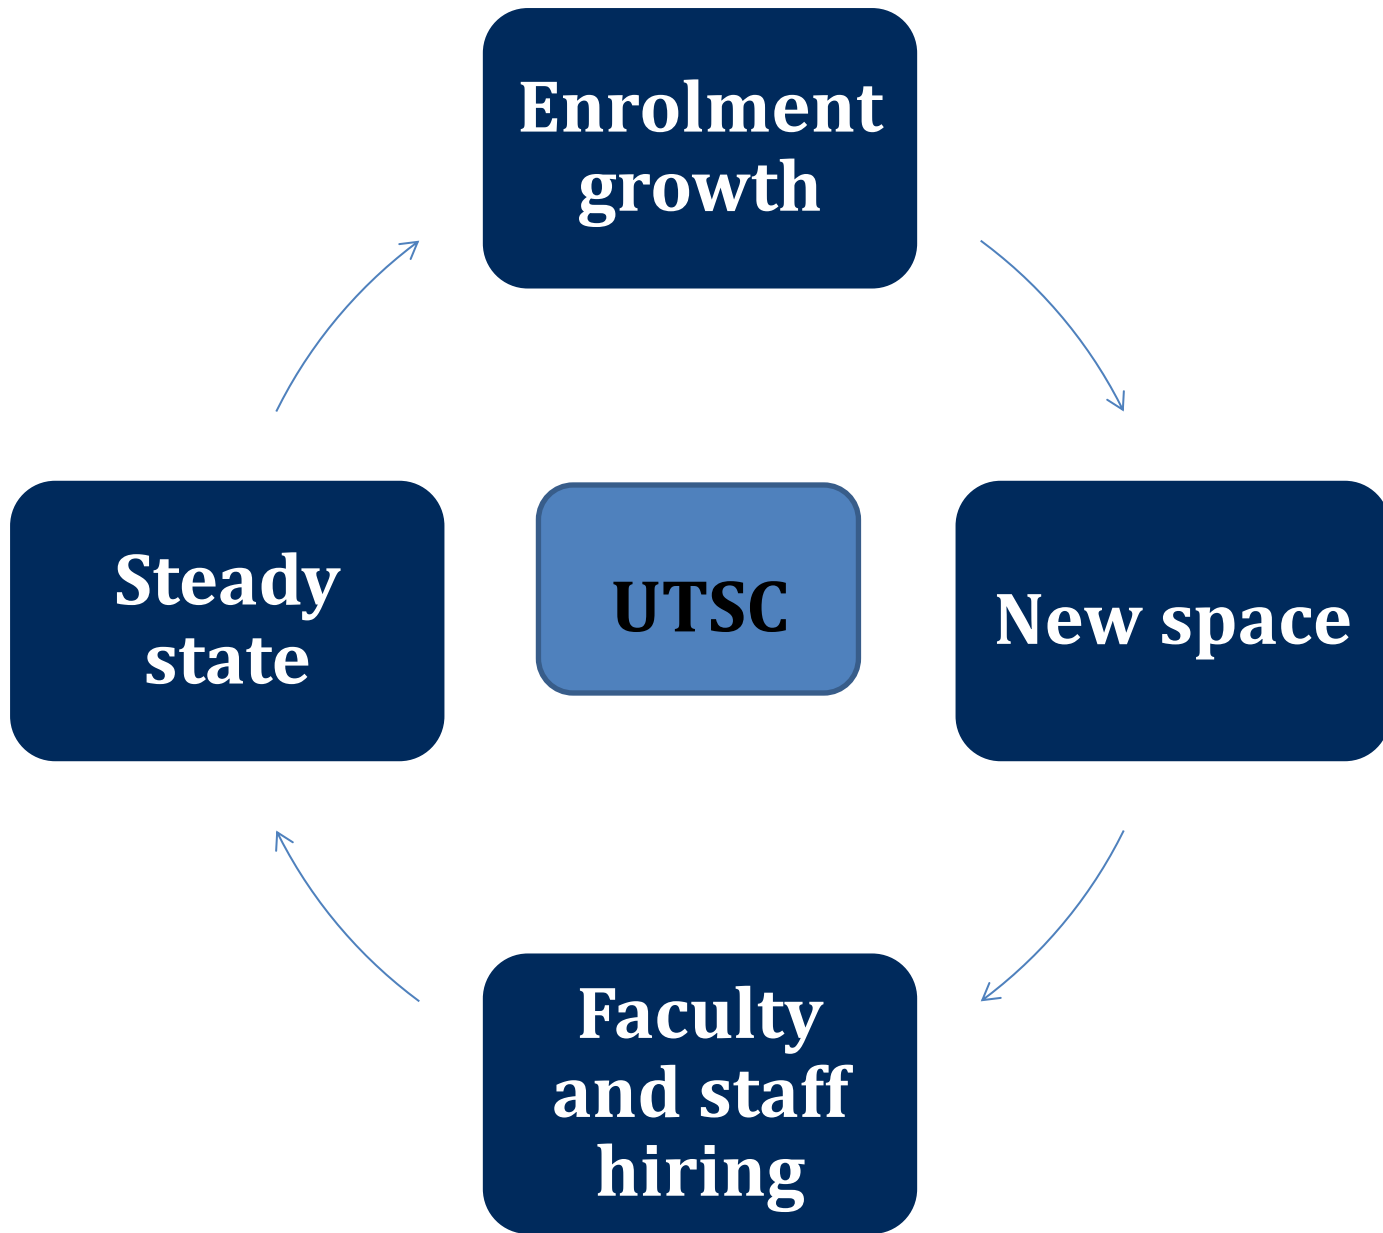 Enrolment
growth
Steady
state
UTSC
New space
Faculty
and staff
hiring